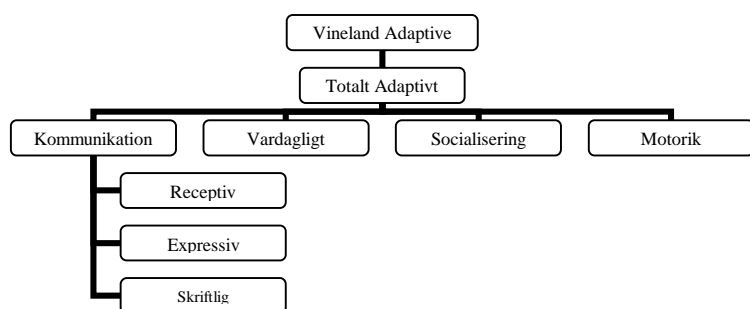 Vineland Adaptive
Totalt Adaptivt
Kommunikation
Vardagligt
Socialisering
Motorik
Receptiv
Expressiv
Skriftlig